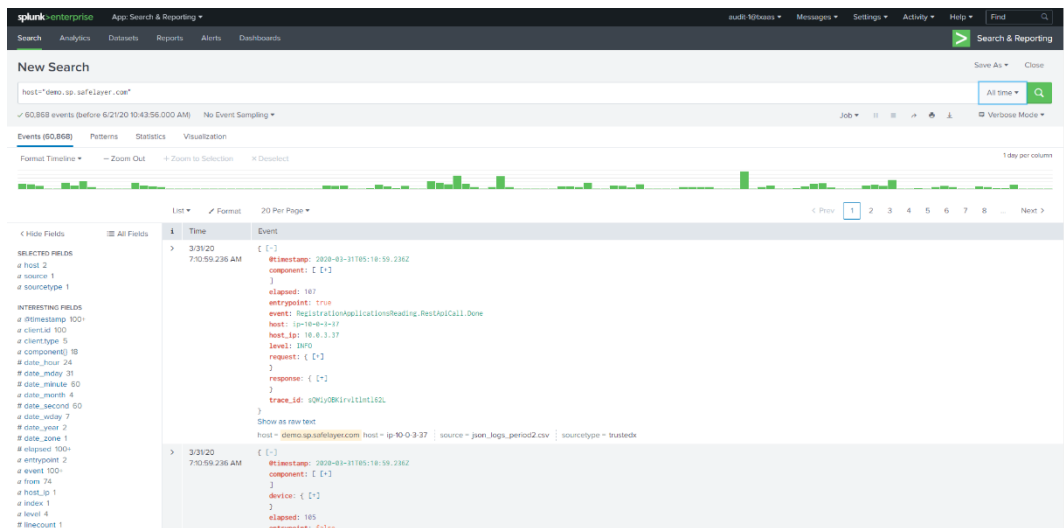 splunk>enterprise App: Search & Reporting ▾ audit-1@txaas ▾ Messages ▾ Settings ▾ Activity ▾ Help ▾ Find
Search Analytics Datasets Reports Alerts Dashboards Search & Reporting
New Search Save As ▾ Close
host="demo.sp.safelayer.com" All time ▾
✓ 60,868 events (before 6/21/20 10:43:56.000 AM) No Event Sampling ▾ Job ▾ Verbose Mode ▾
Events (60,868) Patterns Statistics Visualization
Format Timeline ▾ – Zoom Out + Zoom to Selection × Deselect 1 day per column
List ▾ Format 20 Per Page ▾ < Prev 1 2 3 4 5 6 7 8 ... Next >
< Hide Fields All Fields i Time Event
SELECTED FIELDS
a host 2
a source 1
a sourcetype 1
INTERESTING FIELDS
a @timestamp 100+
a client.id 100
a client.type 5
a component{} 18
# date_hour 24
# date_mday 31
# date_minute 60
a date_month 4
# date_second 60
a date_wday 7
# date_year 2
# date_zone 1
# elapsed 100+
a entrypoint 2
a event 100+
a from 74
a host_ip 1
a index 1
a level 4
# linecount 1
> 3/31/20
7:10:59.236 AM
{ [-]
@timestamp: 2020-03-31T05:10:59.236Z
component: [ [+]
]
elapsed: 107
entrypoint: true
event: RegistrationApplicationsReading.RestApiCall.Done
host: ip-10-0-3-37
host_ip: 10.0.3.37
level: INFO
request: { [+]
}
response: { [+]
}
trace_id: sQWiyOBKirxitlmtl62L
}
Show as raw text
host = demo.sp.safelayer.com host = ip-10-0-3-37 source = json_logs_period2.csv sourcetype = trustedx
> 3/31/20
7:10:59.236 AM
{ [-]
@timestamp: 2020-03-31T05:10:59.236Z
component: [ [+]
]
device: { [+]
}
elapsed: 105
entrypoint: false